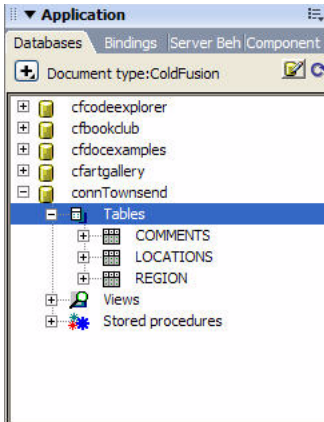 Application
Databases Bindings Server Beh Component
Document type:ColdFusion
cfcodeexplorer
cfbookclub
cfdocexamples
cfartgallery
connTownsend
Tables
COMMENTS
LOCATIONS
REGION
Views
Stored procedures